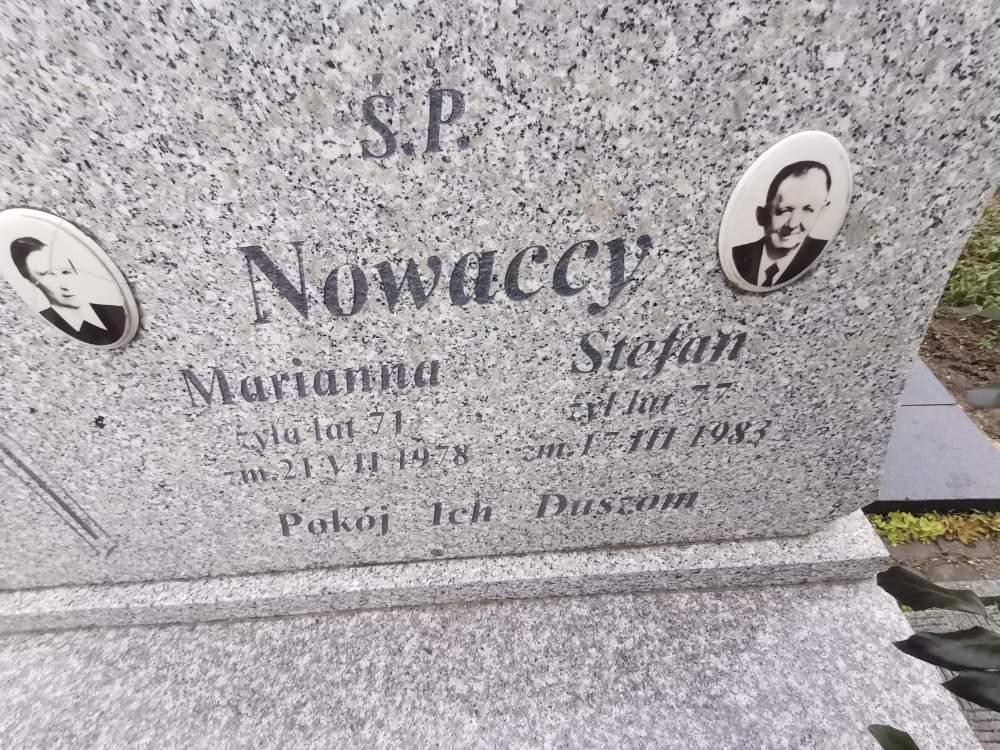 Ś.P.
Nowaccy
Marianna
żyła lat 71
zm. 21 VII 1978
Stefan
żył lat 77
zm. 17 III 1983
Pokój Ich Duszom